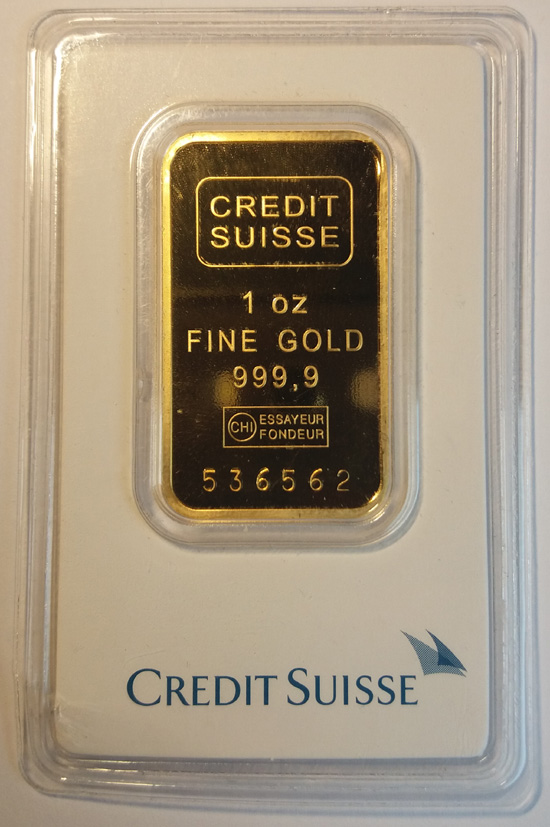 CREDIT
SUISSE
1 oz
FINE GOLD
999,9
CHI ESSAYEUR
FONDEUR
536562
CREDIT SUISSE